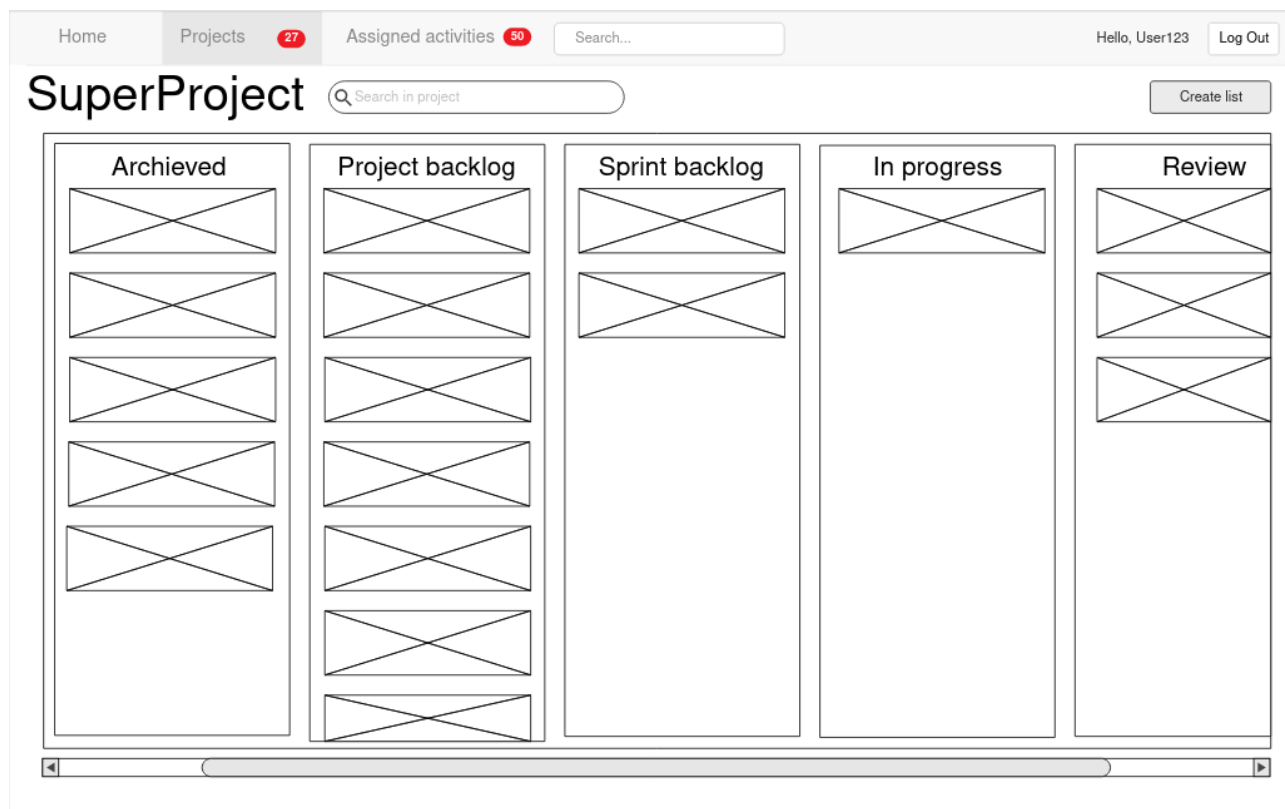 Home Projects 27 Assigned activities 50 Search... Hello, User123 Log Out
SuperProject Search in project Create list
Archieved Project backlog Sprint backlog In progress Review